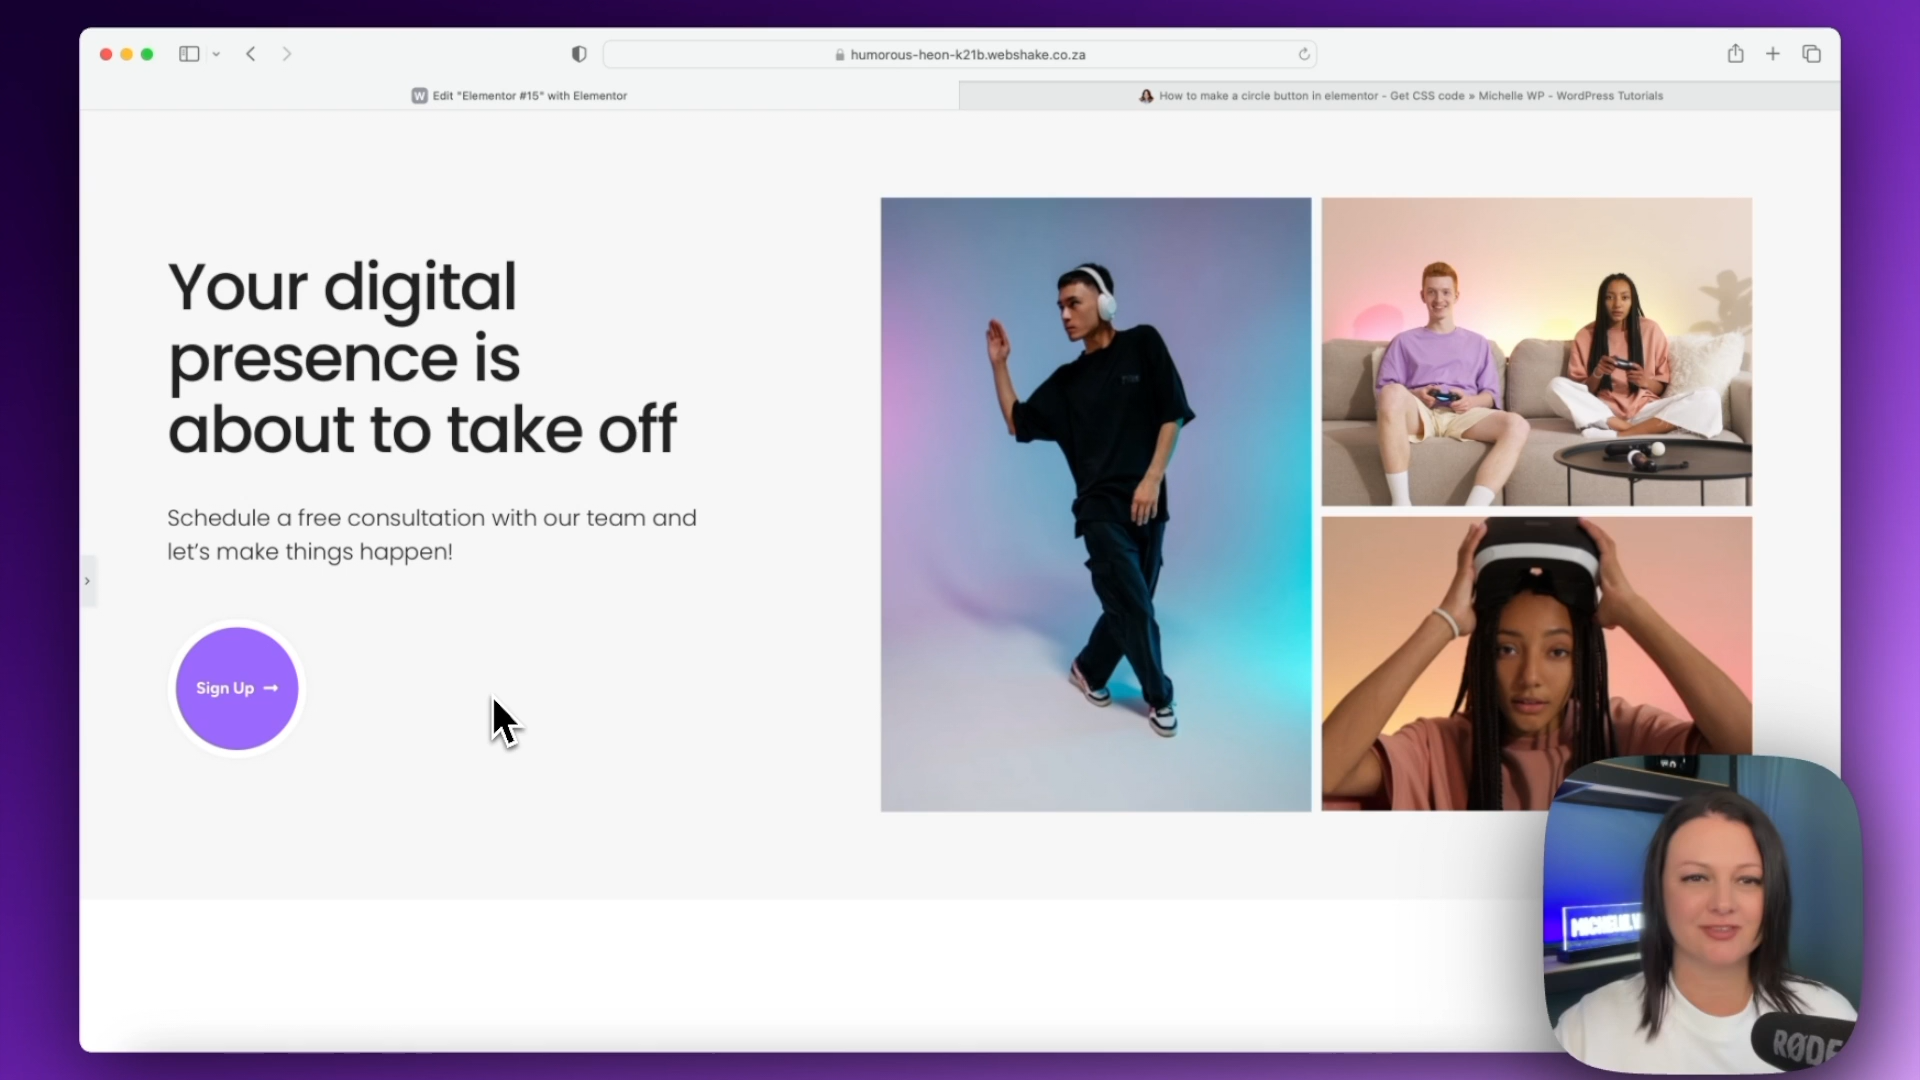 humorous-heon-k21b.webshake.co.za
W Edit "Elementor #15" with Elementor
How to make a circle button in elementor - Get CSS code » Michelle WP - WordPress Tutorials
Your digital
presence is
about to take off
Schedule a free consultation with our team and
let's make things happen!
Sign Up →
RØDE